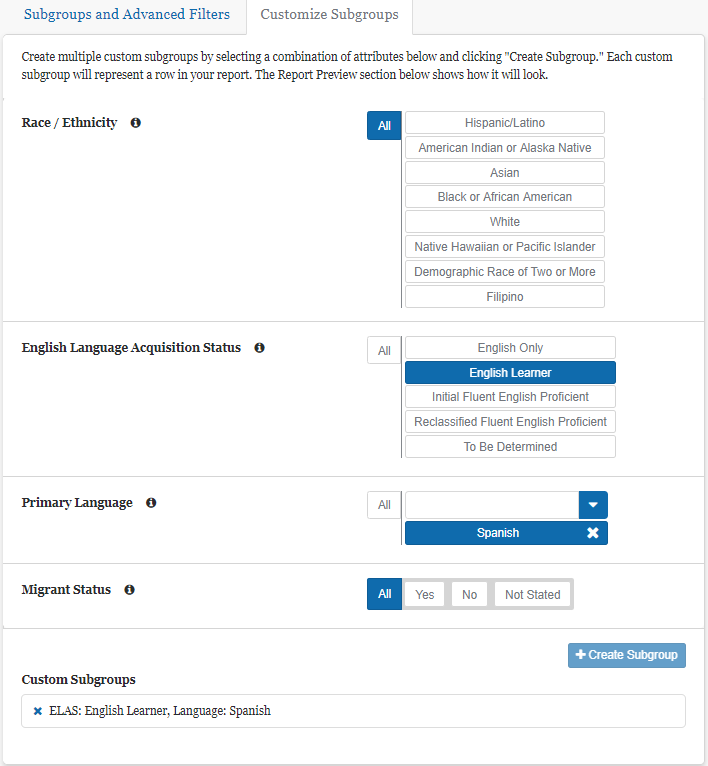 Subgroups and Advanced Filters
Customize Subgroups
Create multiple custom subgroups by selecting a combination of attributes below and clicking "Create Subgroup." Each custom
subgroup will represent a row in your report. The Report Preview section below shows how it will look.
Race / Ethnicity
All
Hispanic/Latino
American Indian or Alaska Native
Asian
Black or African American
White
Native Hawaiian or Pacific Islander
Demographic Race of Two or More
Filipino
English Language Acquisition Status
All
English Only
English Learner
Initial Fluent English Proficient
Reclassified Fluent English Proficient
To Be Determined
Primary Language
All
Spanish
Migrant Status
All
Yes
No
Not Stated
Create Subgroup
Custom Subgroups
ELAS: English Learner, Language: Spanish